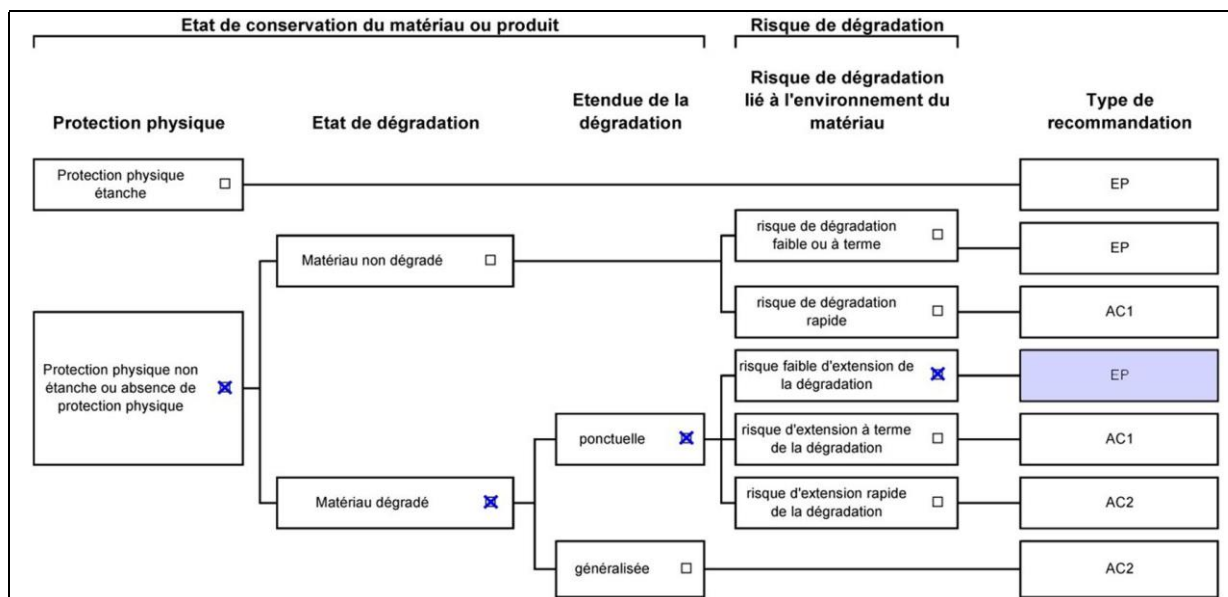 Etat de conservation du matériau ou produit
Risque de dégradation
Protection physique
Etat de dégradation
Etendue de la
dégradation
Risque de dégradation
lié à l'environnement du
matériau
Type de
recommandation
Protection physique
étanche
EP
Matériau non dégradé
risque de dégradation
faible ou à terme
EP
risque de dégradation
rapide
AC1
Protection physique non
étanche ou absence de
protection physique
risque faible d'extension de
la dégradation
EP
ponctuelle
risque d'extension à terme
de la dégradation
AC1
Matériau dégradé
risque d'extension rapide
de la dégradation
AC2
généralisée
AC2